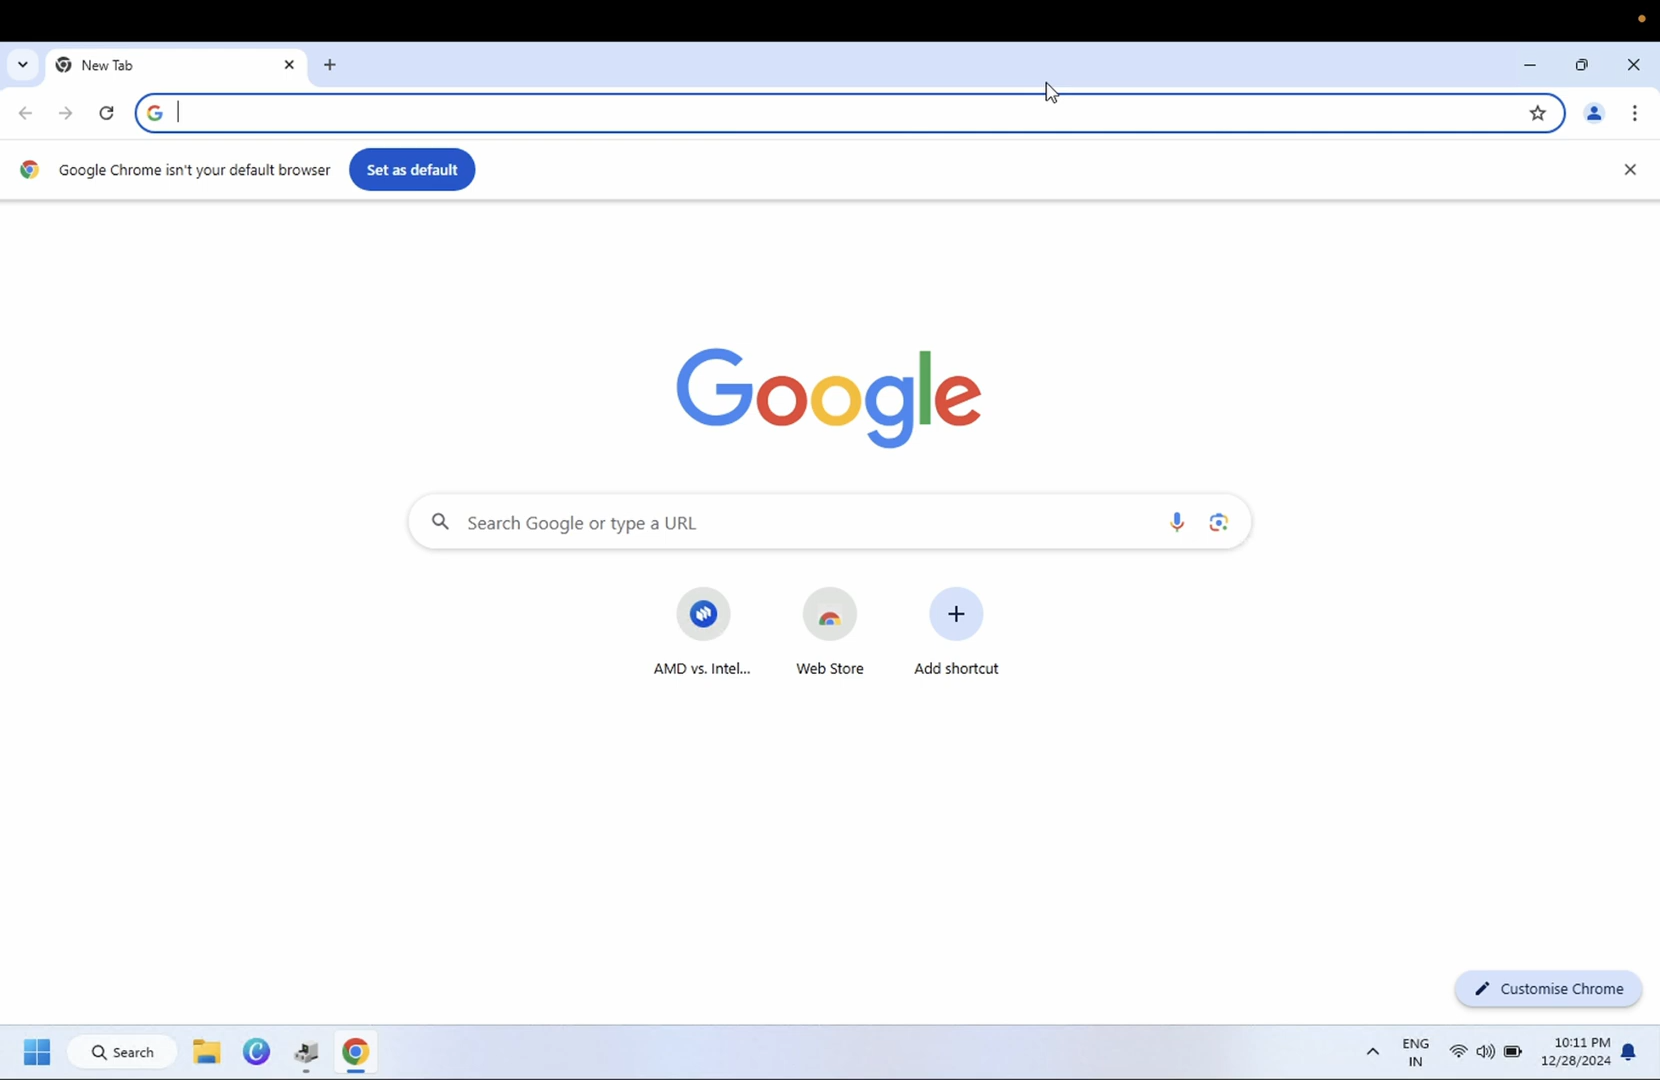 New Tab
Google Chrome isn't your default browser Set as default
Google
Search Google or type a URL
AMD vs. Intel... Web Store Add shortcut
Customise Chrome
Search
ENG
IN
10:11 PM
12/28/2024